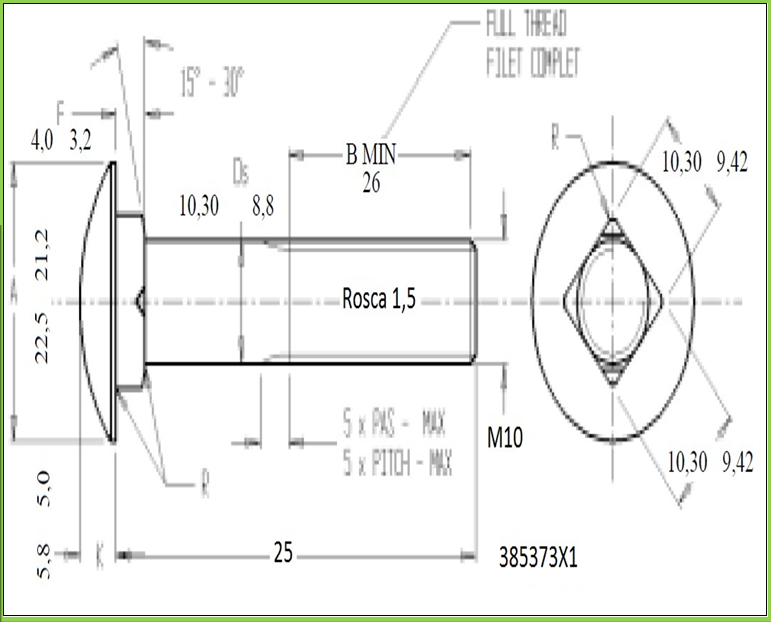 FULL THREAD
FILET COMPLET
15° - 30°
F
4,0 3,2
B MIN
26
Ds
10,30 8,8
R
10,30 9,42
A
21,2
22,5
Rosca 1,5
5 x PAS - MAX
5 x PITCH - MAX
M10
10,30 9,42
R
5,0
5,8
K
25
385373X1